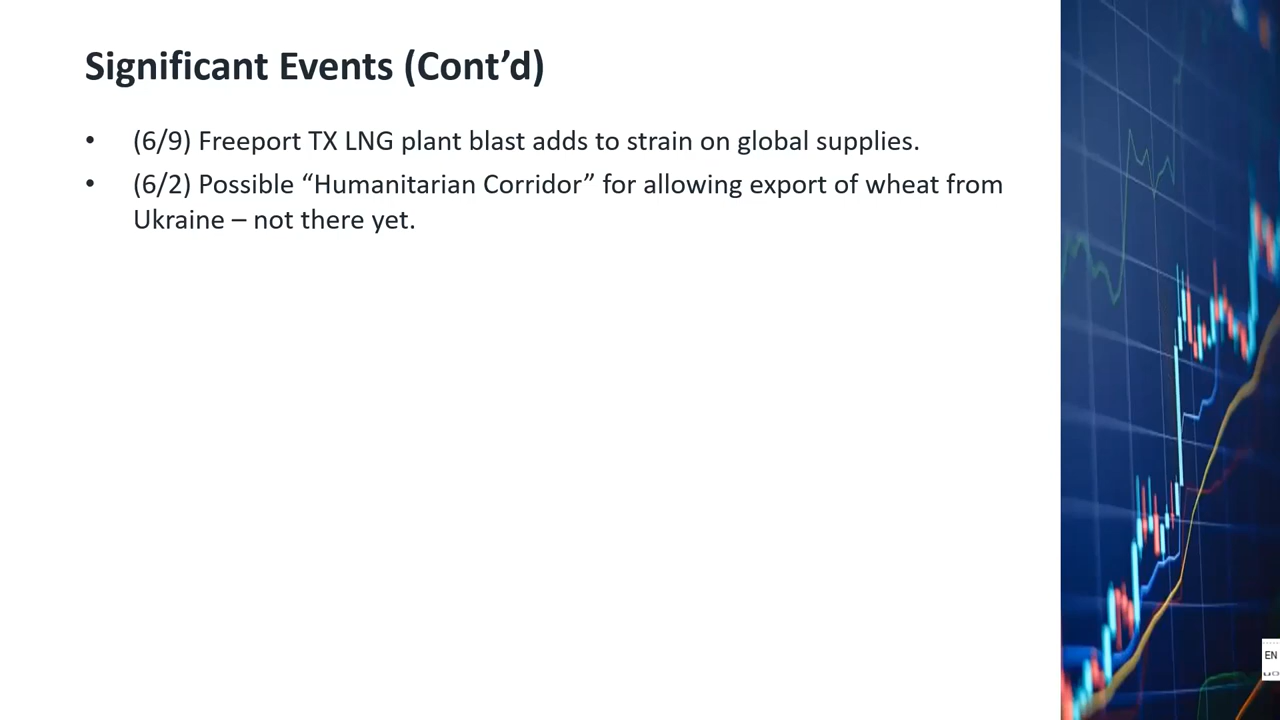 Significant Events (Cont’d)
• (6/9) Freeport TX LNG plant blast adds to strain on global supplies.
• (6/2) Possible “Humanitarian Corridor” for allowing export of wheat from
Ukraine – not there yet.
EN